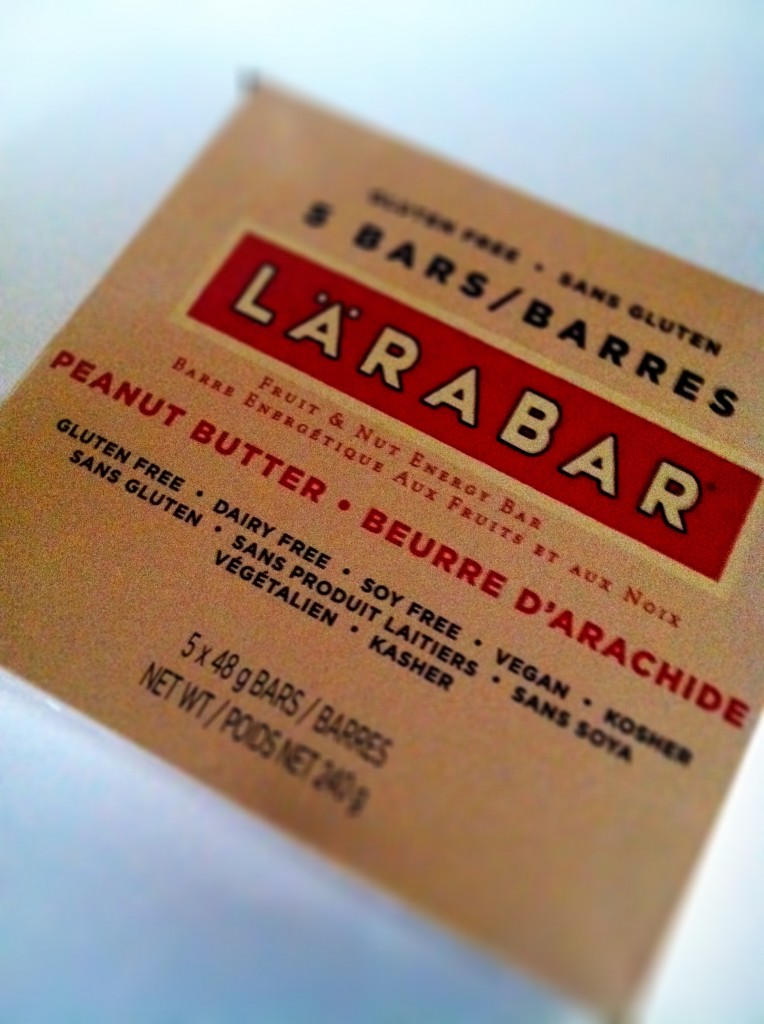 GLUTEN FREE • SANS GLUTEN
5 BARS/BARRES
LÄRABAR
FRUIT & NUT ENERGY BAR
BARRE ENERGÉTIQUE AUX FRUITS ET AUX NOIX
PEANUT BUTTER • BEURRE D'ARACHIDE
GLUTEN FREE • DAIRY FREE • SOY FREE • VEGAN • KOSHER
SANS GLUTEN • SANS PRODUIT LAITIERS • SANS SOYA
VÉGÉTALIEN • KASHER
5 x 48 g BARS / BARRES
NET WT / POIDS NET 240 g